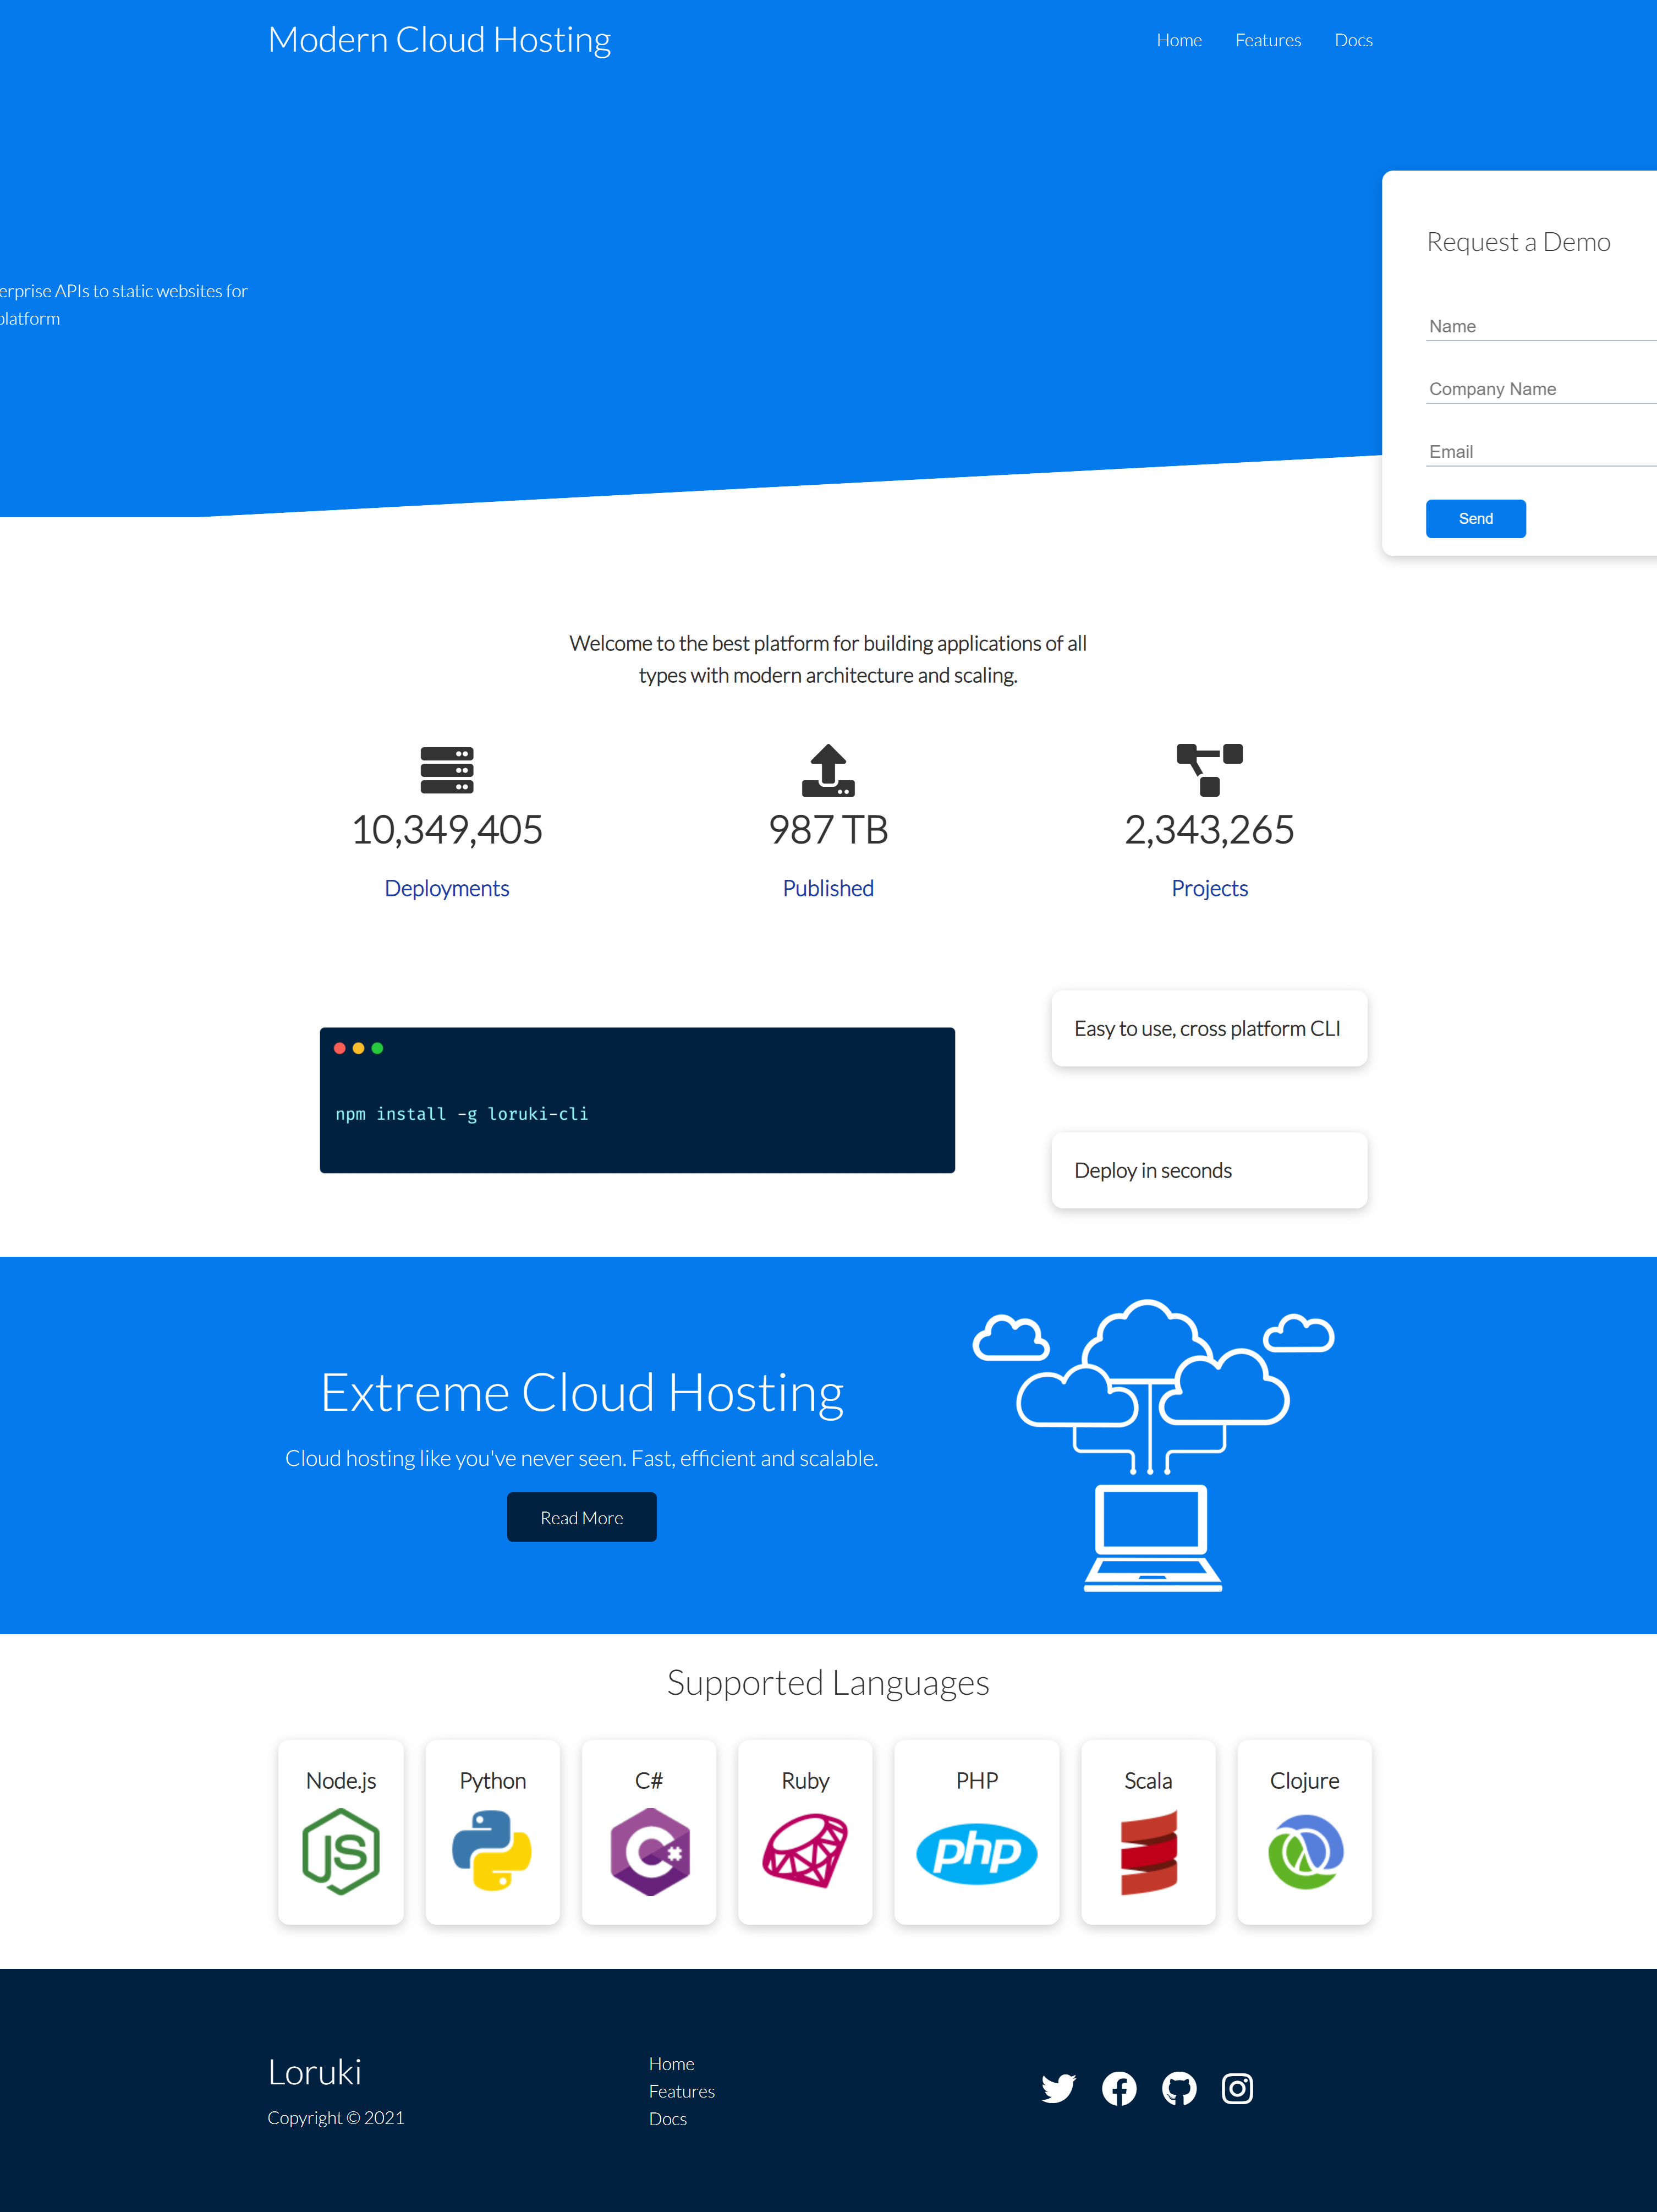 Modern Cloud Hosting
Home Features Docs
erprise APIs to static websites for
platform
Request a Demo
Name
Company Name
Email
Send
Welcome to the best platform for building applications of all
types with modern architecture and scaling.
10,349,405
Deployments
987 TB
Published
2,343,265
Projects
npm install -g loruki-cli
Easy to use, cross platform CLI
Deploy in seconds
Extreme Cloud Hosting
Cloud hosting like you've never seen. Fast, efficient and scalable.
Read More
Supported Languages
Node.js
JS
Python
C#
C#
Ruby
PHP
php
Scala
Clojure
Loruki
Copyright © 2021
Home
Features
Docs